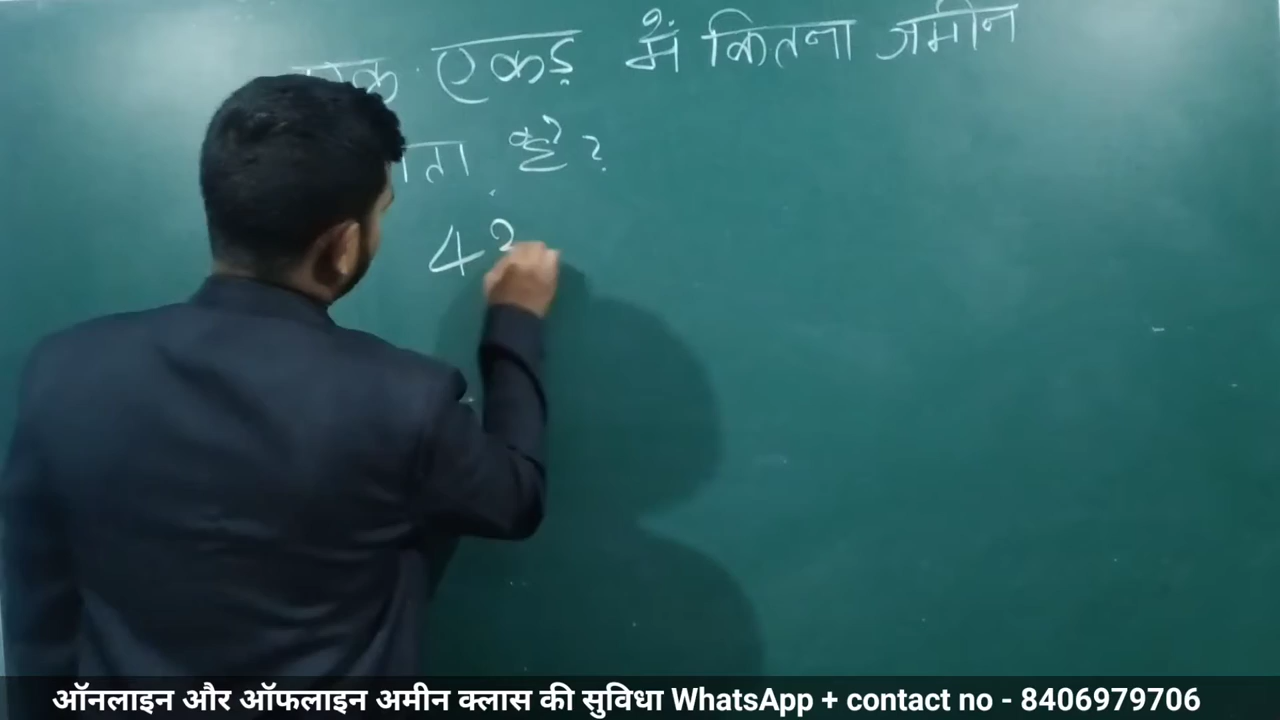 एकड़ में कितना जमीन
है?
4
ऑनलाइन और ऑफलाइन अमीन क्लास की सुविधा WhatsApp + contact no - 8406979706